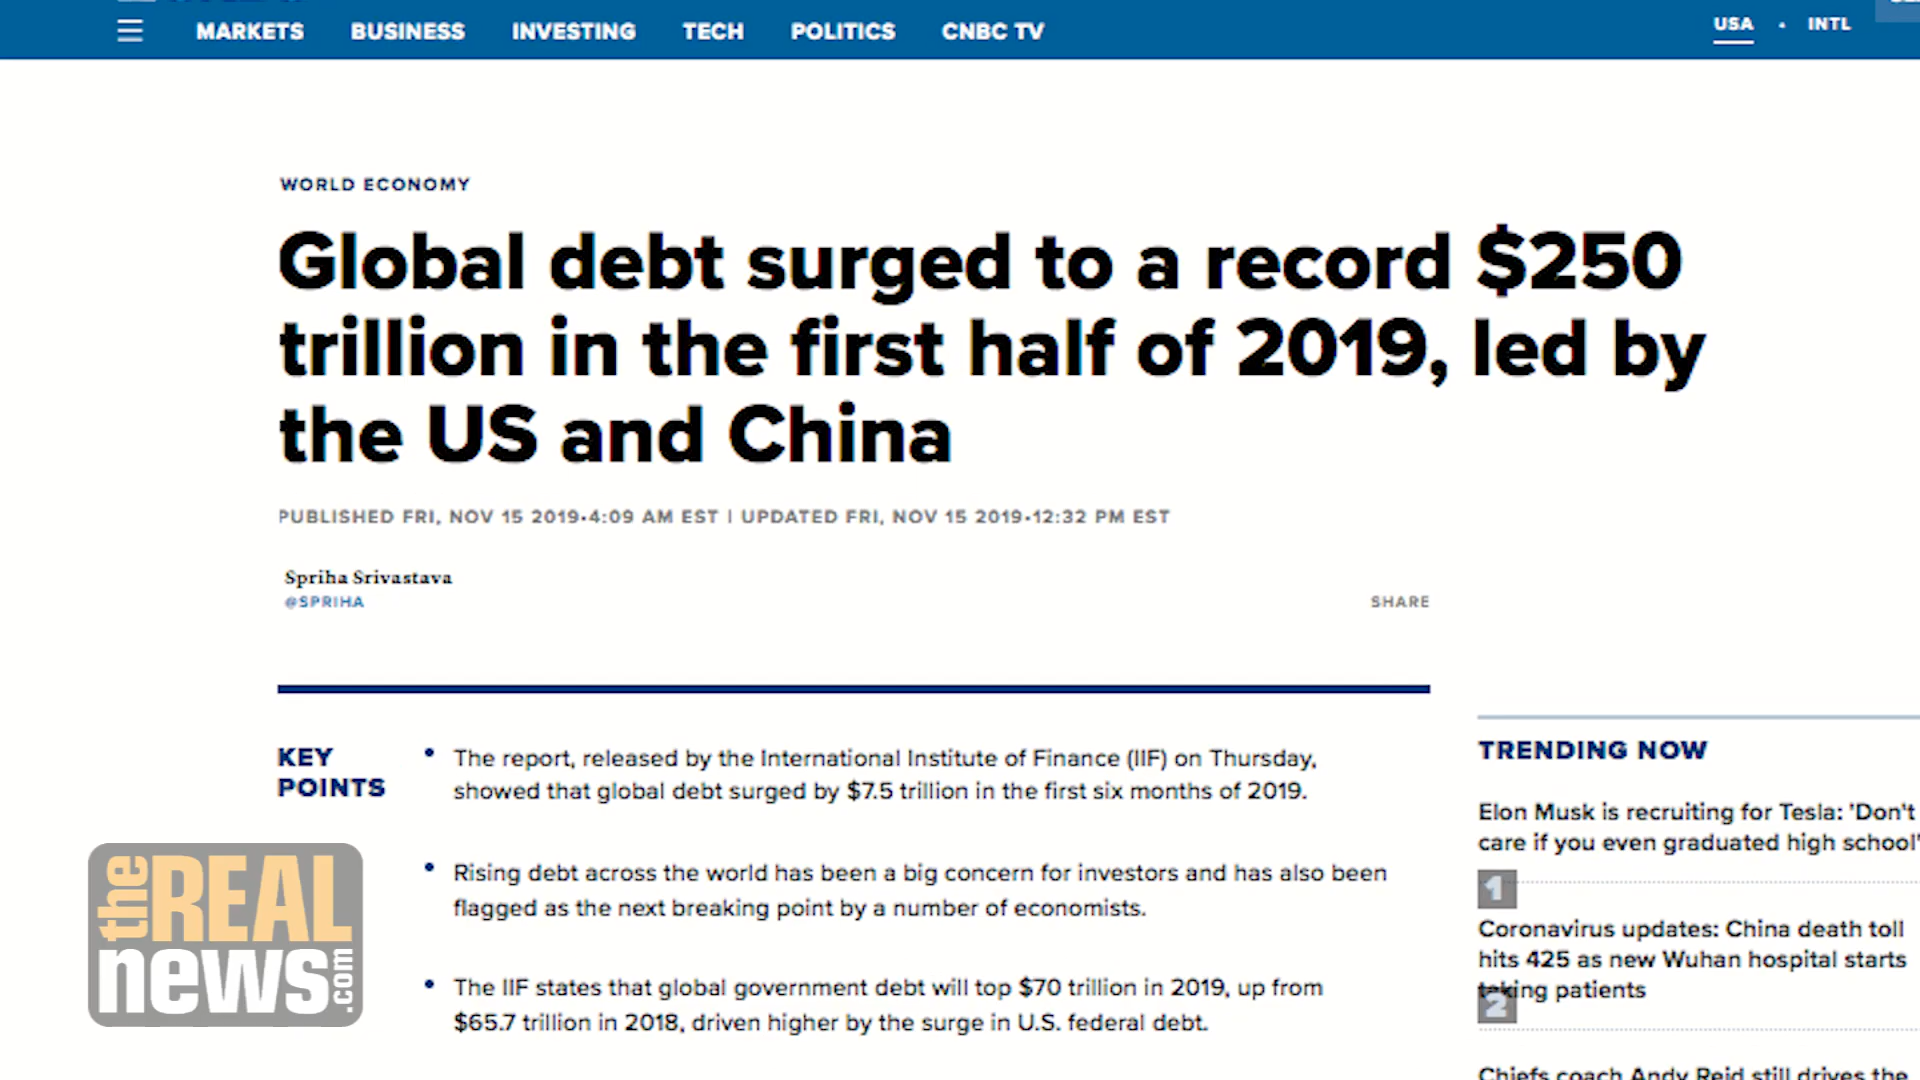 MARKETS BUSINESS INVESTING TECH POLITICS CNBC TV USA • INTL
WORLD ECONOMY
Global debt surged to a record $250
trillion in the first half of 2019, led by
the US and China
PUBLISHED FRI, NOV 15 2019•4:09 AM EST | UPDATED FRI, NOV 15 2019•12:32 PM EST
Spriha Srivastava
@SPRIHA
SHARE
KEY
POINTS
• The report, released by the International Institute of Finance (IIF) on Thursday,
showed that global debt surged by $7.5 trillion in the first six months of 2019.
• Rising debt across the world has been a big concern for investors and has also been
flagged as the next breaking point by a number of economists.
• The IIF states that global government debt will top $70 trillion in 2019, up from
$65.7 trillion in 2018, driven higher by the surge in U.S. federal debt.
TRENDING NOW
Elon Musk is recruiting for Tesla: 'Don't
care if you even graduated high school'
1
Coronavirus updates: China death toll
hits 425 as new Wuhan hospital starts
taking patients
2
Chiefs coach Andy Reid still drives the
the REAL
news.com